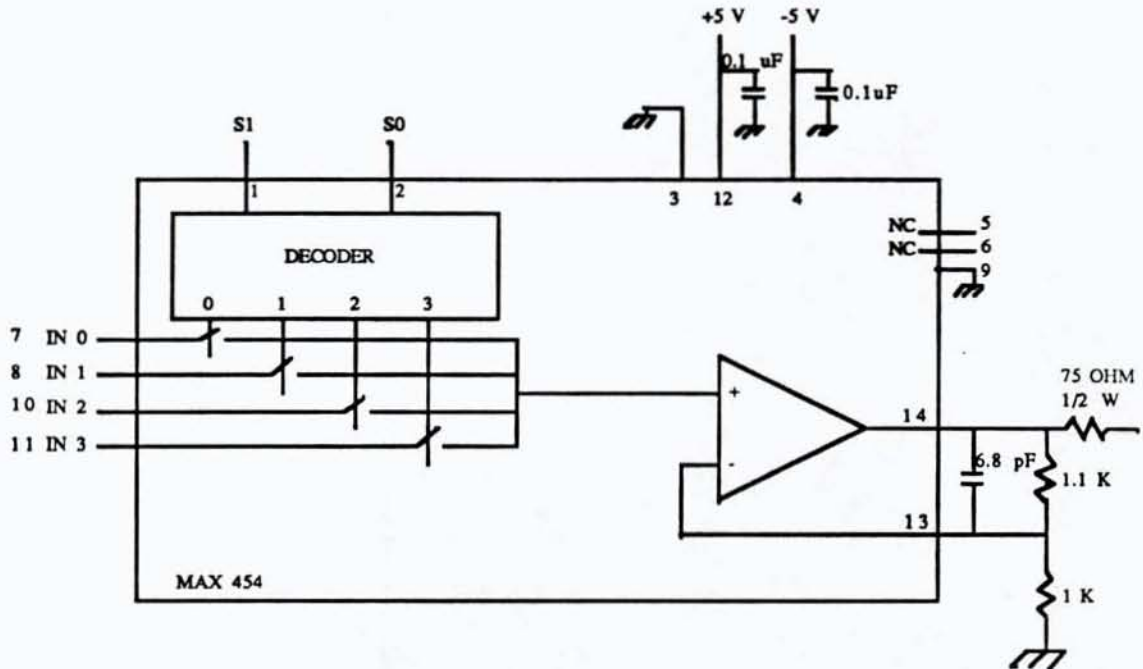 +5 V -5 V
0.1 uF
0.1uF
S1 S0
1 2
3 12 4
NC 5
NC 6
9
DECODER
0 1 2 3
7 IN 0
8 IN 1
10 IN 2
11 IN 3
+
-
14
13
75 OHM
1/2 W
6.8 pF
1.1 K
1 K
MAX 454